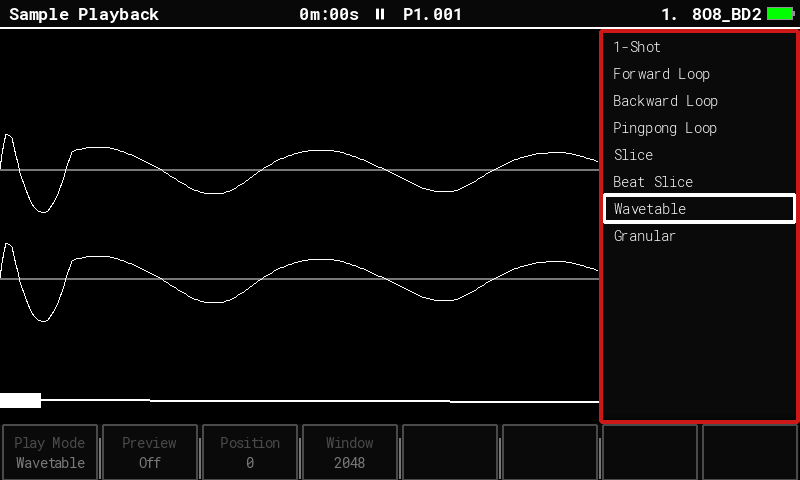 Sample Playback 0m:00s P1.001 1. 808_BD2
1-Shot
Forward Loop
Backward Loop
Pingpong Loop
Slice
Beat Slice
Wavetable
Granular
Play Mode Preview Position Window
Wavetable Off 0 2048